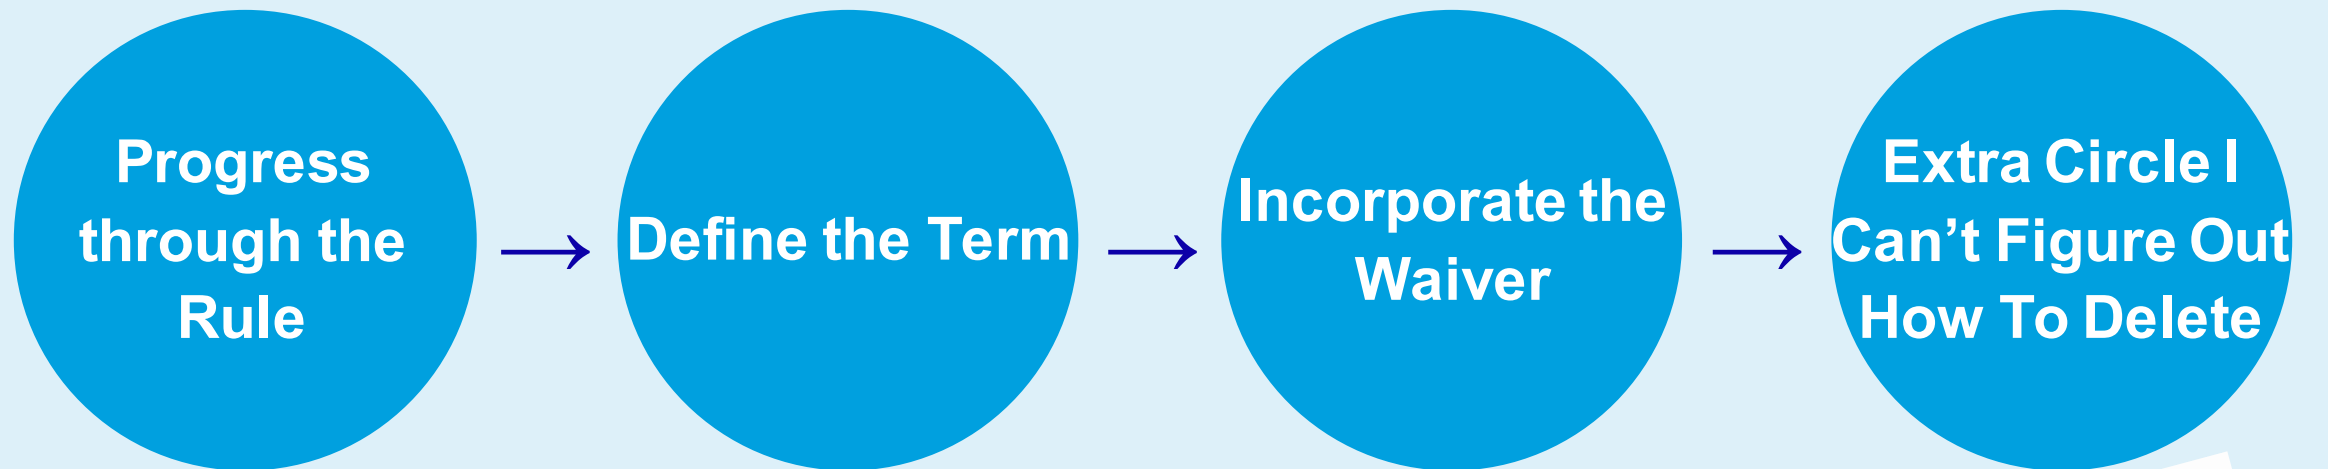 Progress
through the
Rule
→
Define the Term
→
Incorporate the
Waiver
→
Extra Circle I
Can’t Figure Out
How To Delete